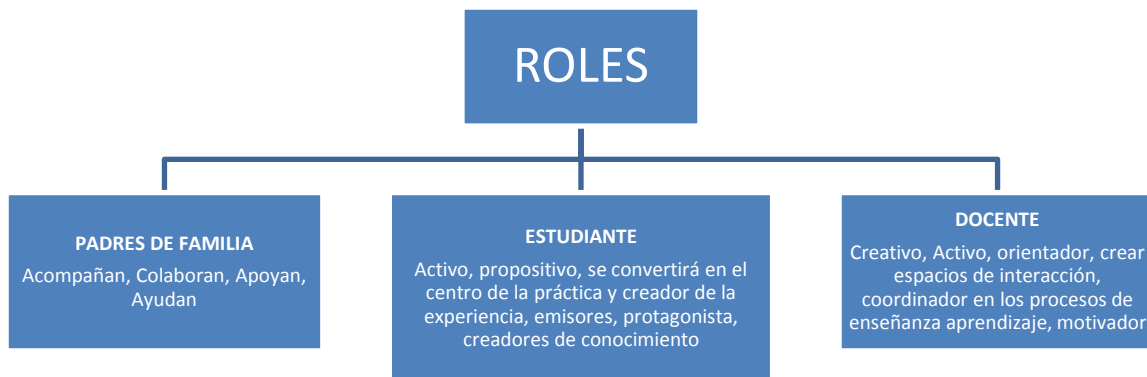 ROLES
PADRES DE FAMILIA
Acompañan, Colaboran, Apoyan,
Ayudan
ESTUDIANTE
Activo, propositivo, se convertirá en el
centro de la práctica y creador de la
experiencia, emisores, protagonista,
creadores de conocimiento
DOCENTE
Creativo, Activo, orientador, crear
espacios de interacción,
coordinador en los procesos de
enseñanza aprendizaje, motivador